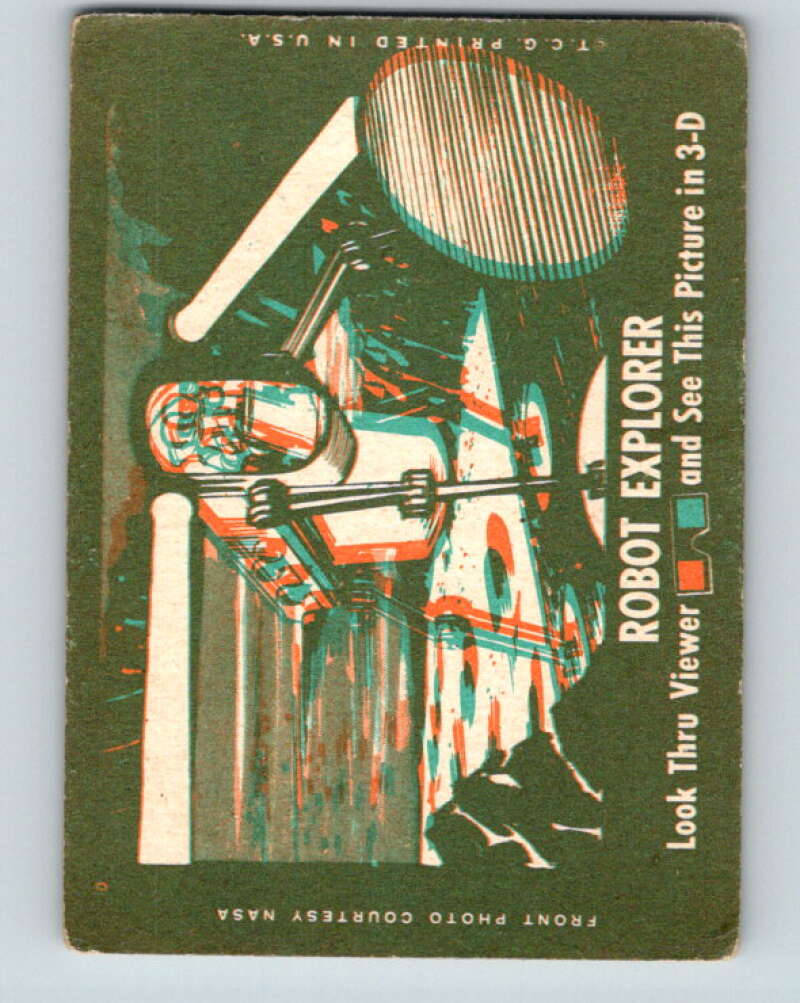 ©T.C.G. PRINTED IN U.S.A.
ROBOT EXPLORER
Look Thru Viewer and See This Picture in 3-D
FRONT PHOTO COURTESY NASA